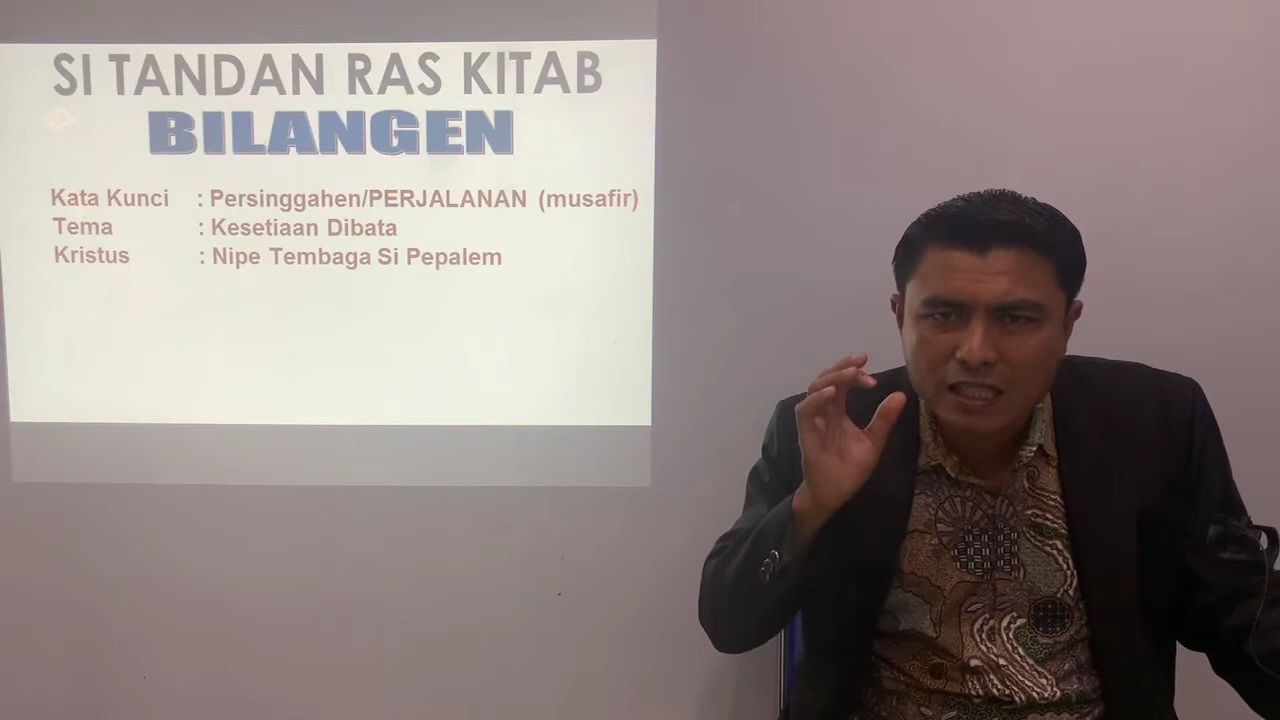 SI TANDAN RAS KITAB
BILANGEN
Kata Kunci : Persinggahen/PERJALANAN (musafir)
Tema : Kesetiaan Dibata
Kristus : Nipe Tembaga Si Pepalem